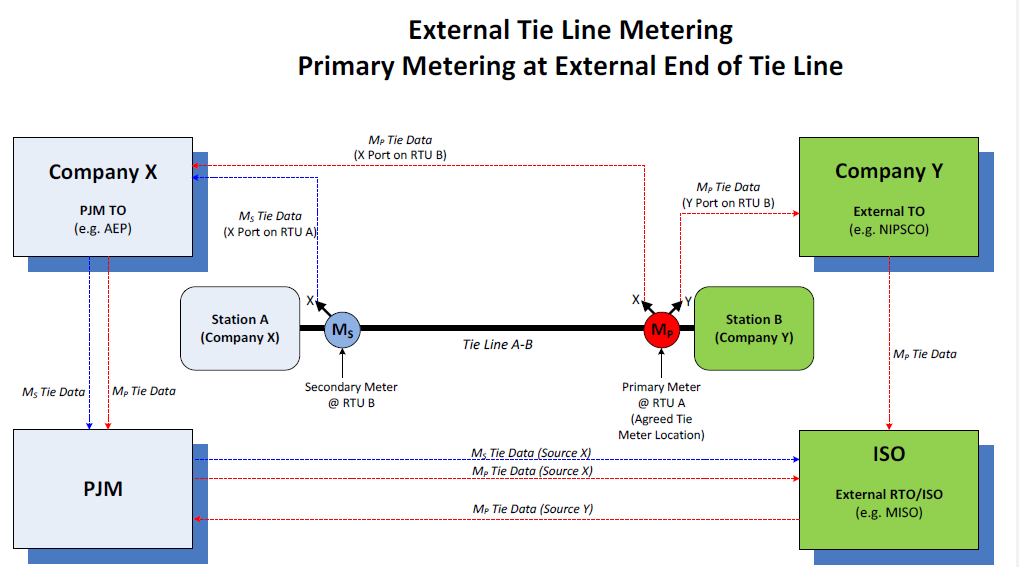 External Tie Line Metering
Primary Metering at External End of Tie Line
Company X
PJM TO
(e.g. AEP)
MP Tie Data
(X Port on RTU B)
MS Tie Data
(X Port on RTU A)
MP Tie Data
(Y Port on RTU B)
Company Y
External TO
(e.g. NIPSCO)
Station A
(Company X)
X
MS
Tie Line A-B
X
Y
MP
Station B
(Company Y)
Secondary Meter
@ RTU B
Primary Meter
@ RTU A
(Agreed Tie
Meter Location)
MS Tie Data
MP Tie Data
MP Tie Data
PJM
MS Tie Data (Source X)
MP Tie Data (Source X)
MP Tie Data (Source Y)
ISO
External RTO/ISO
(e.g. MISO)